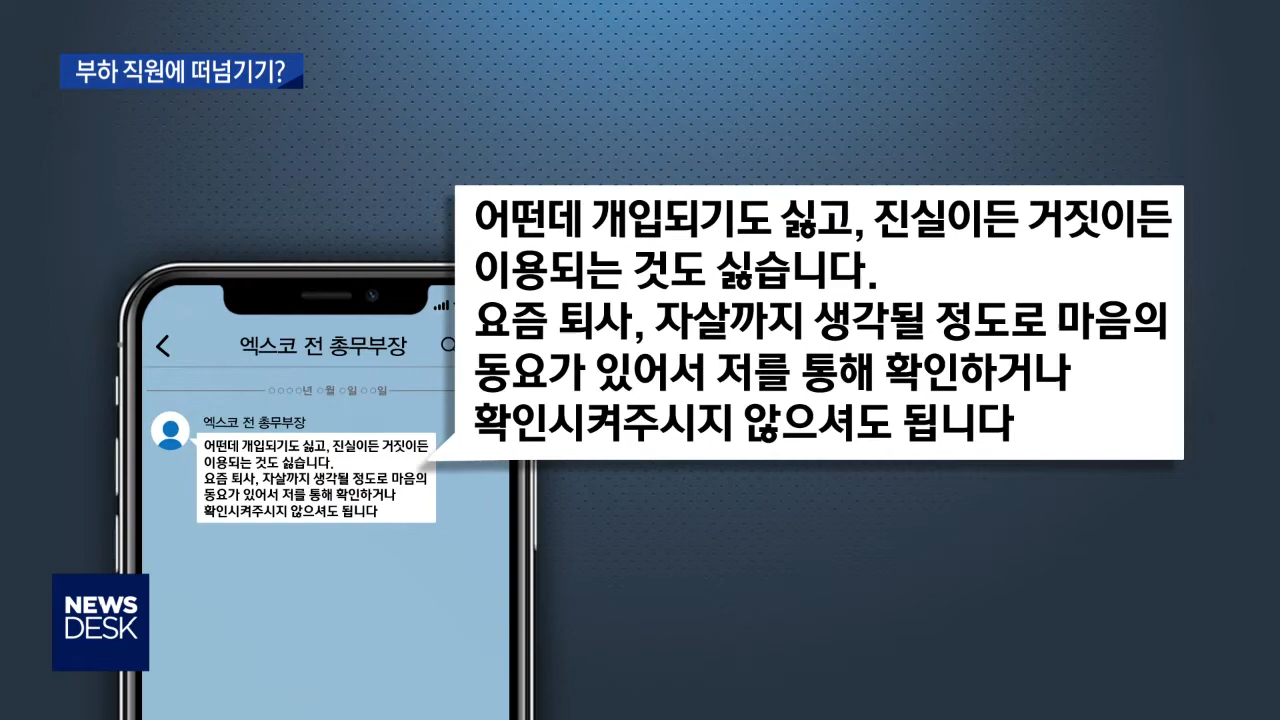 부하 직원에 떠넘기기?
어떤데 개입되기도 싫고, 진실이든 거짓이든
이용되는 것도 싫습니다.
요즘 퇴사, 자살까지 생각될 정도로 마음의
동요가 있어서 저를 통해 확인하거나
확인시켜주시지 않으셔도 됩니다
엑스코 전 총무부장
○○○○년 ○월 ○일 ○○일
엑스코 전 총무부장
어떤데 개입되기도 싫고, 진실이든 거짓이든
이용되는 것도 싫습니다.
요즘 퇴사, 자살까지 생각될 정도로 마음의
동요가 있어서 저를 통해 확인하거나
확인시켜주시지 않으셔도 됩니다
NEWS
DESK